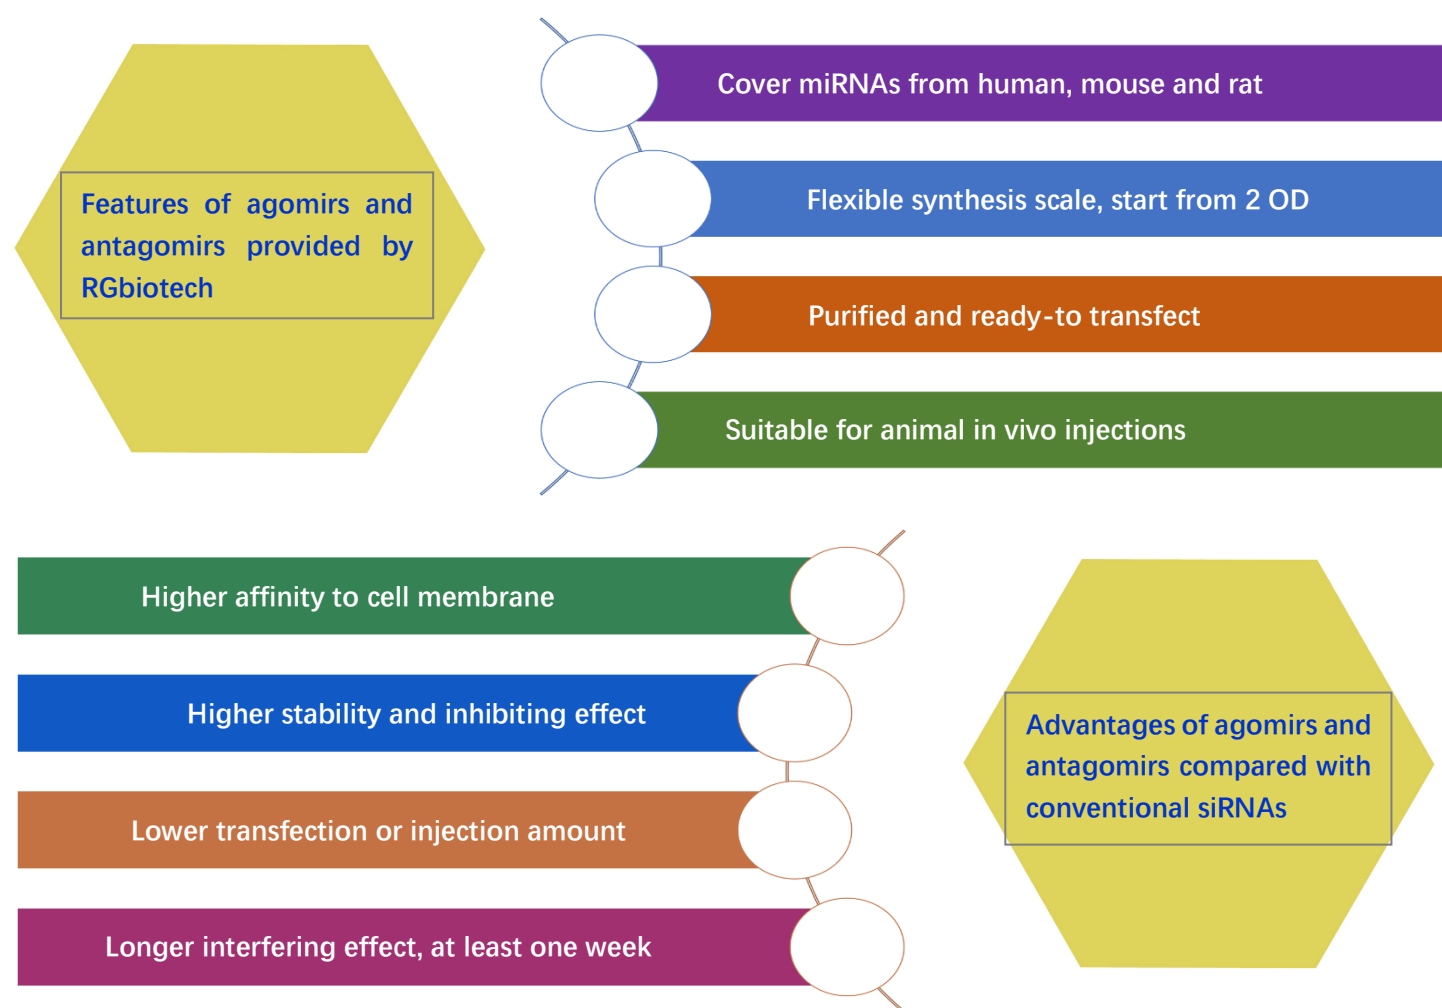 Features of agomirs and
antagomirs provided by
RGbiotech
Cover miRNAs from human, mouse and rat
Flexible synthesis scale, start from 2 OD
Purified and ready-to transfect
Suitable for animal in vivo injections
Higher affinity to cell membrane
Higher stability and inhibiting effect
Lower transfection or injection amount
Longer interfering effect, at least one week
Advantages of agomirs and
antagomirs compared with
conventional siRNAs